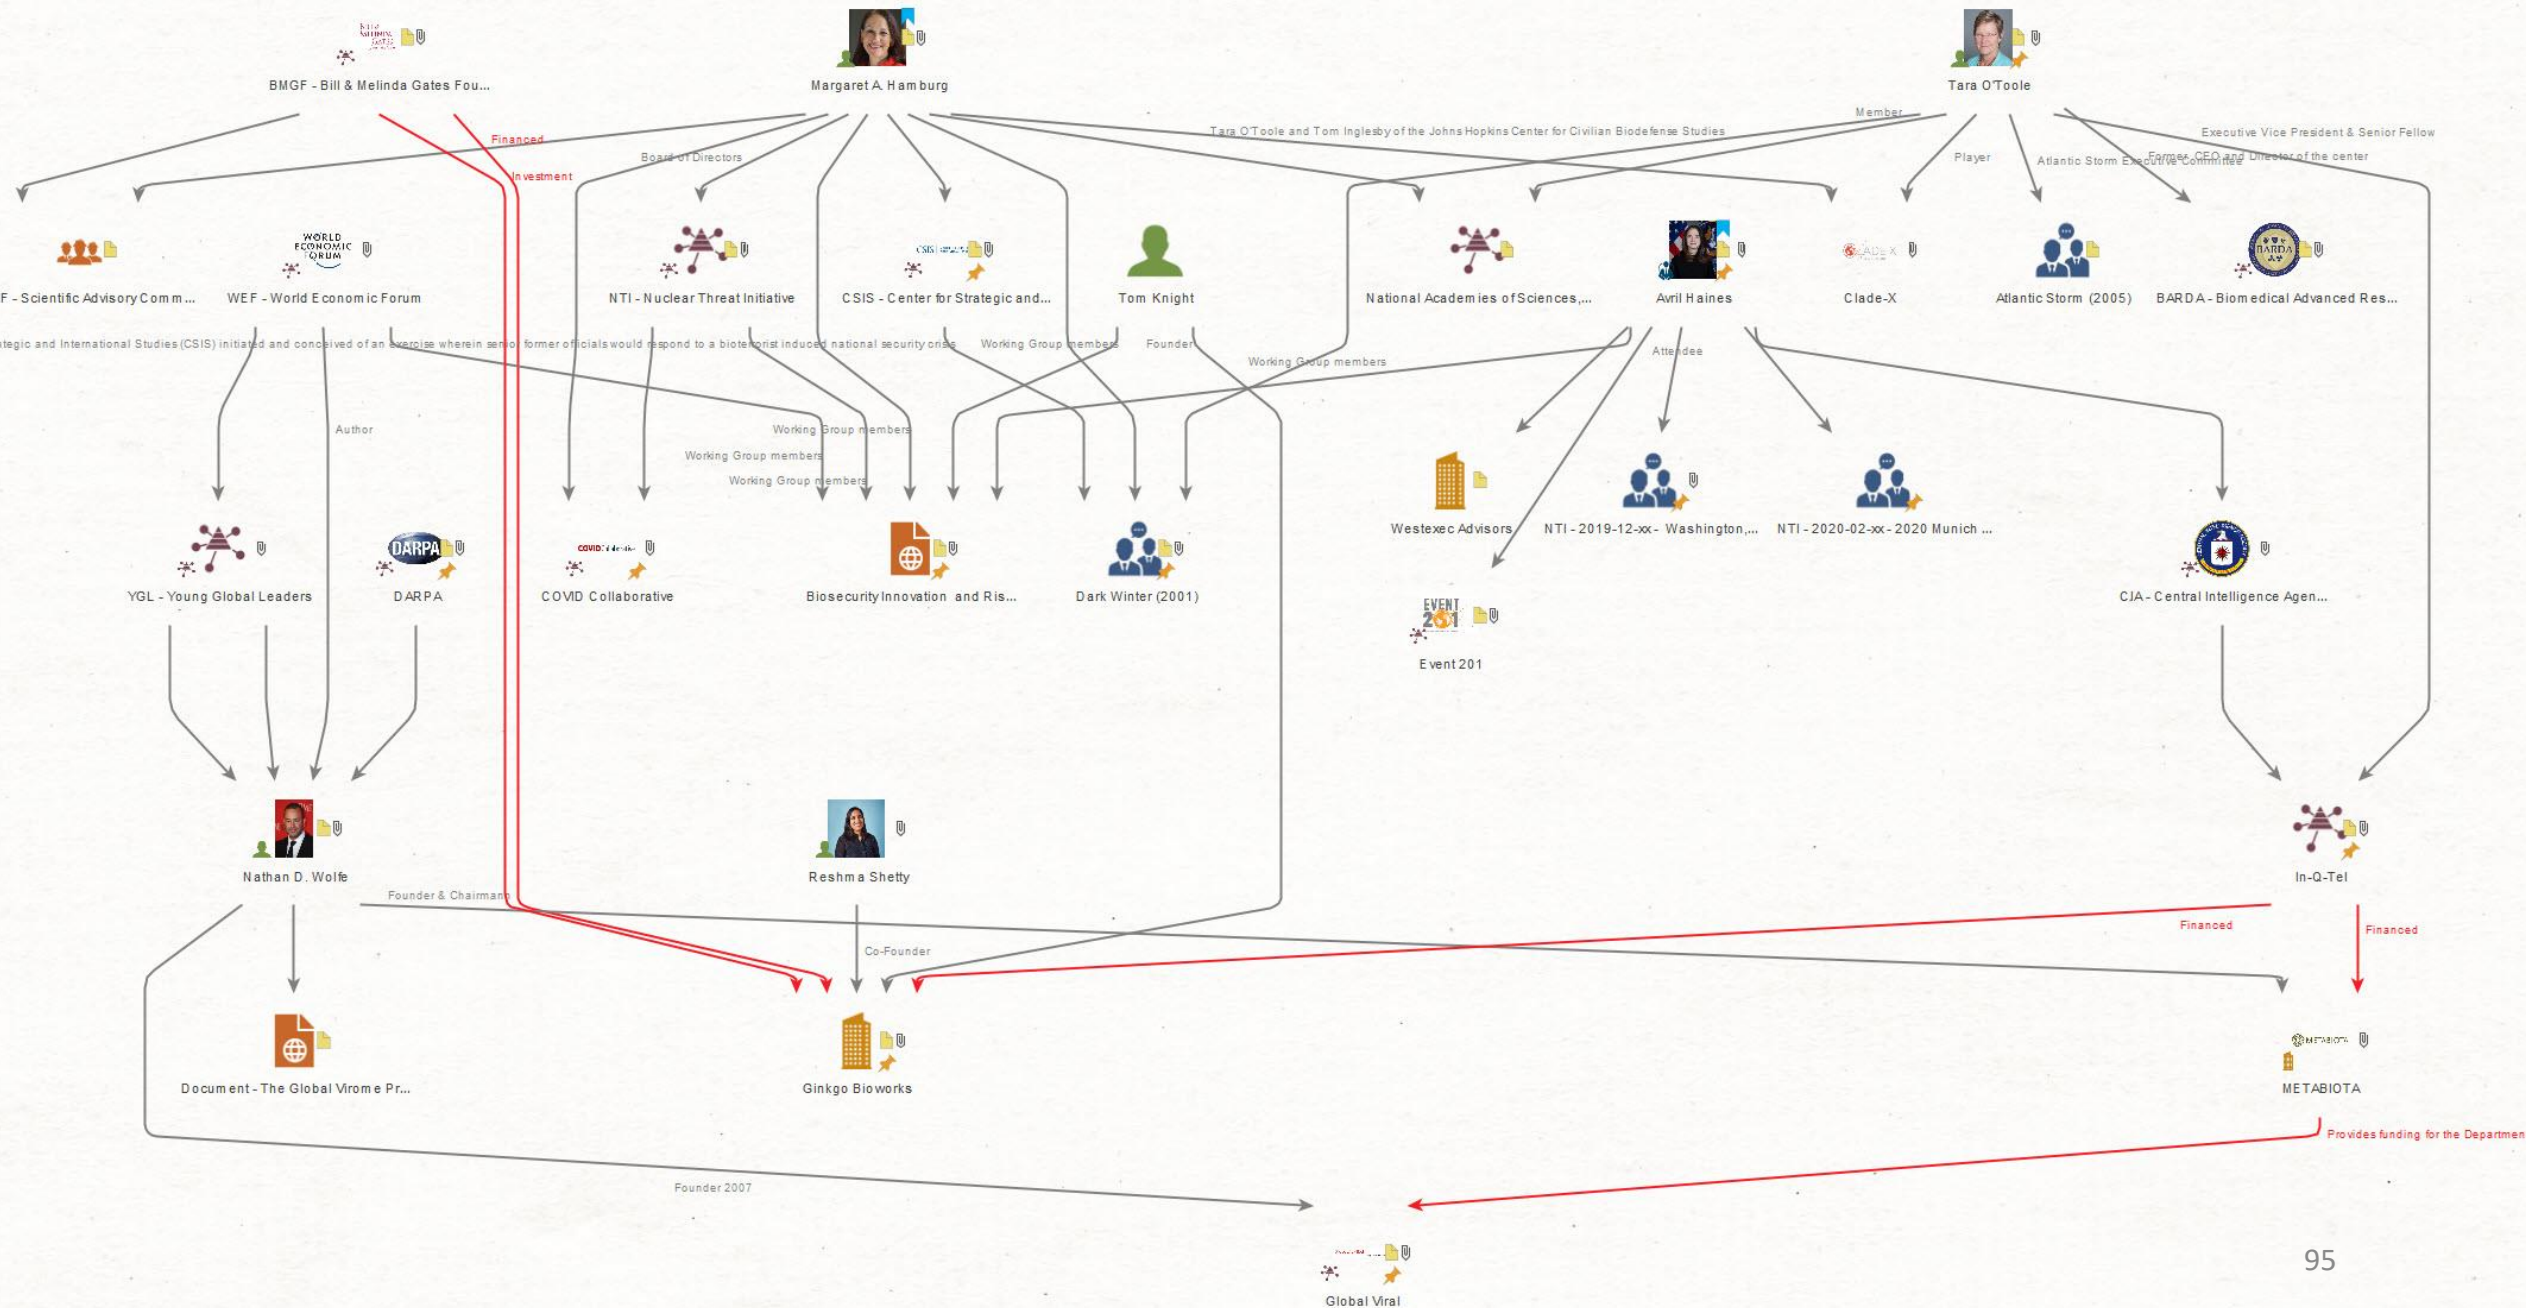 BMGF - Bill & Melinda Gates Fou...
Margaret A. Hamburg
Tara O'Toole
Financed
Member
Tara O'Toole and Tom Inglesby of the Johns Hopkins Center for Civilian Biodefense Studies
Executive Vice President & Senior Fellow
Board of Directors
Player
Atlantic Storm Executive Committee
Former CEO and Director of the center
Investment
WORLD
ECONOMIC
FORUM
CSIS
BARDA
F - Scientific Advisory Comm...
WEF - World Economic Forum
NTI - Nuclear Threat Initiative
CSIS - Center for Strategic and...
Tom Knight
National Academies of Sciences,...
Avril Haines
Clade-X
Atlantic Storm (2005)
BARDA - Biomedical Advanced Res...
tegic and International Studies (CSIS) initiated and conceived of an exercise wherein senior former officials would respond to a bioterrorist induced national security crisis
Working Group members
Founder
Working Group members
Attendee
Author
Working Group members
Working Group members
Working Group members
Westexec Advisors
NTI - 2019-12-xx - Washington,...
NTI - 2020-02-xx - 2020 Munich ...
DARPA
YGL - Young Global Leaders
DARPA
COVID Collaborative
Biosecurity Innovation and Ris...
Dark Winter (2001)
CIA - Central Intelligence Agen...
EVENT
201
Event 201
Nathan D. Wolfe
Reshma Shetty
In-Q-Tel
Founder & Chairman
Financed
Financed
Co-Founder
METABIOTA
Document - The Global Virome Pr...
Ginkgo Bioworks
METABIOTA
Provides funding for the Departmen
Founder 2007
95
Global Viral